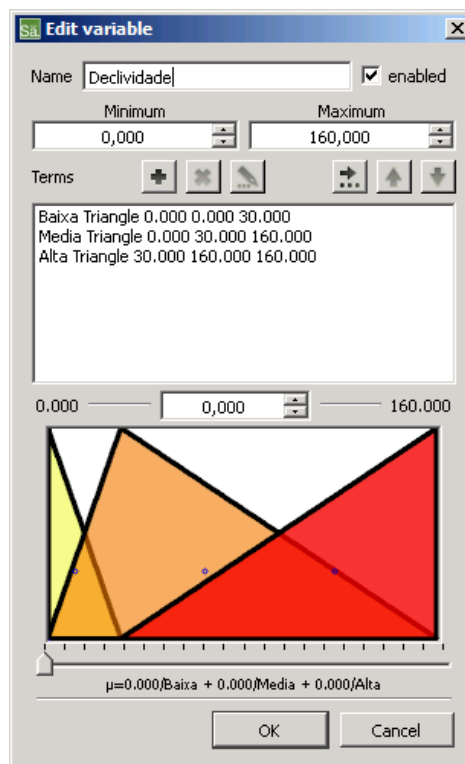 Sä Edit variable
Name Declividade enabled
Minimum Maximum
0,000 160,000
Terms
Baixa Triangle 0.000 0.000 30.000
Media Triangle 0.000 30.000 160.000
Alta Triangle 30.000 160.000 160.000
0.000 0,000 160.000
µ=0.000/Baixa + 0.000/Media + 0.000/Alta
OK Cancel